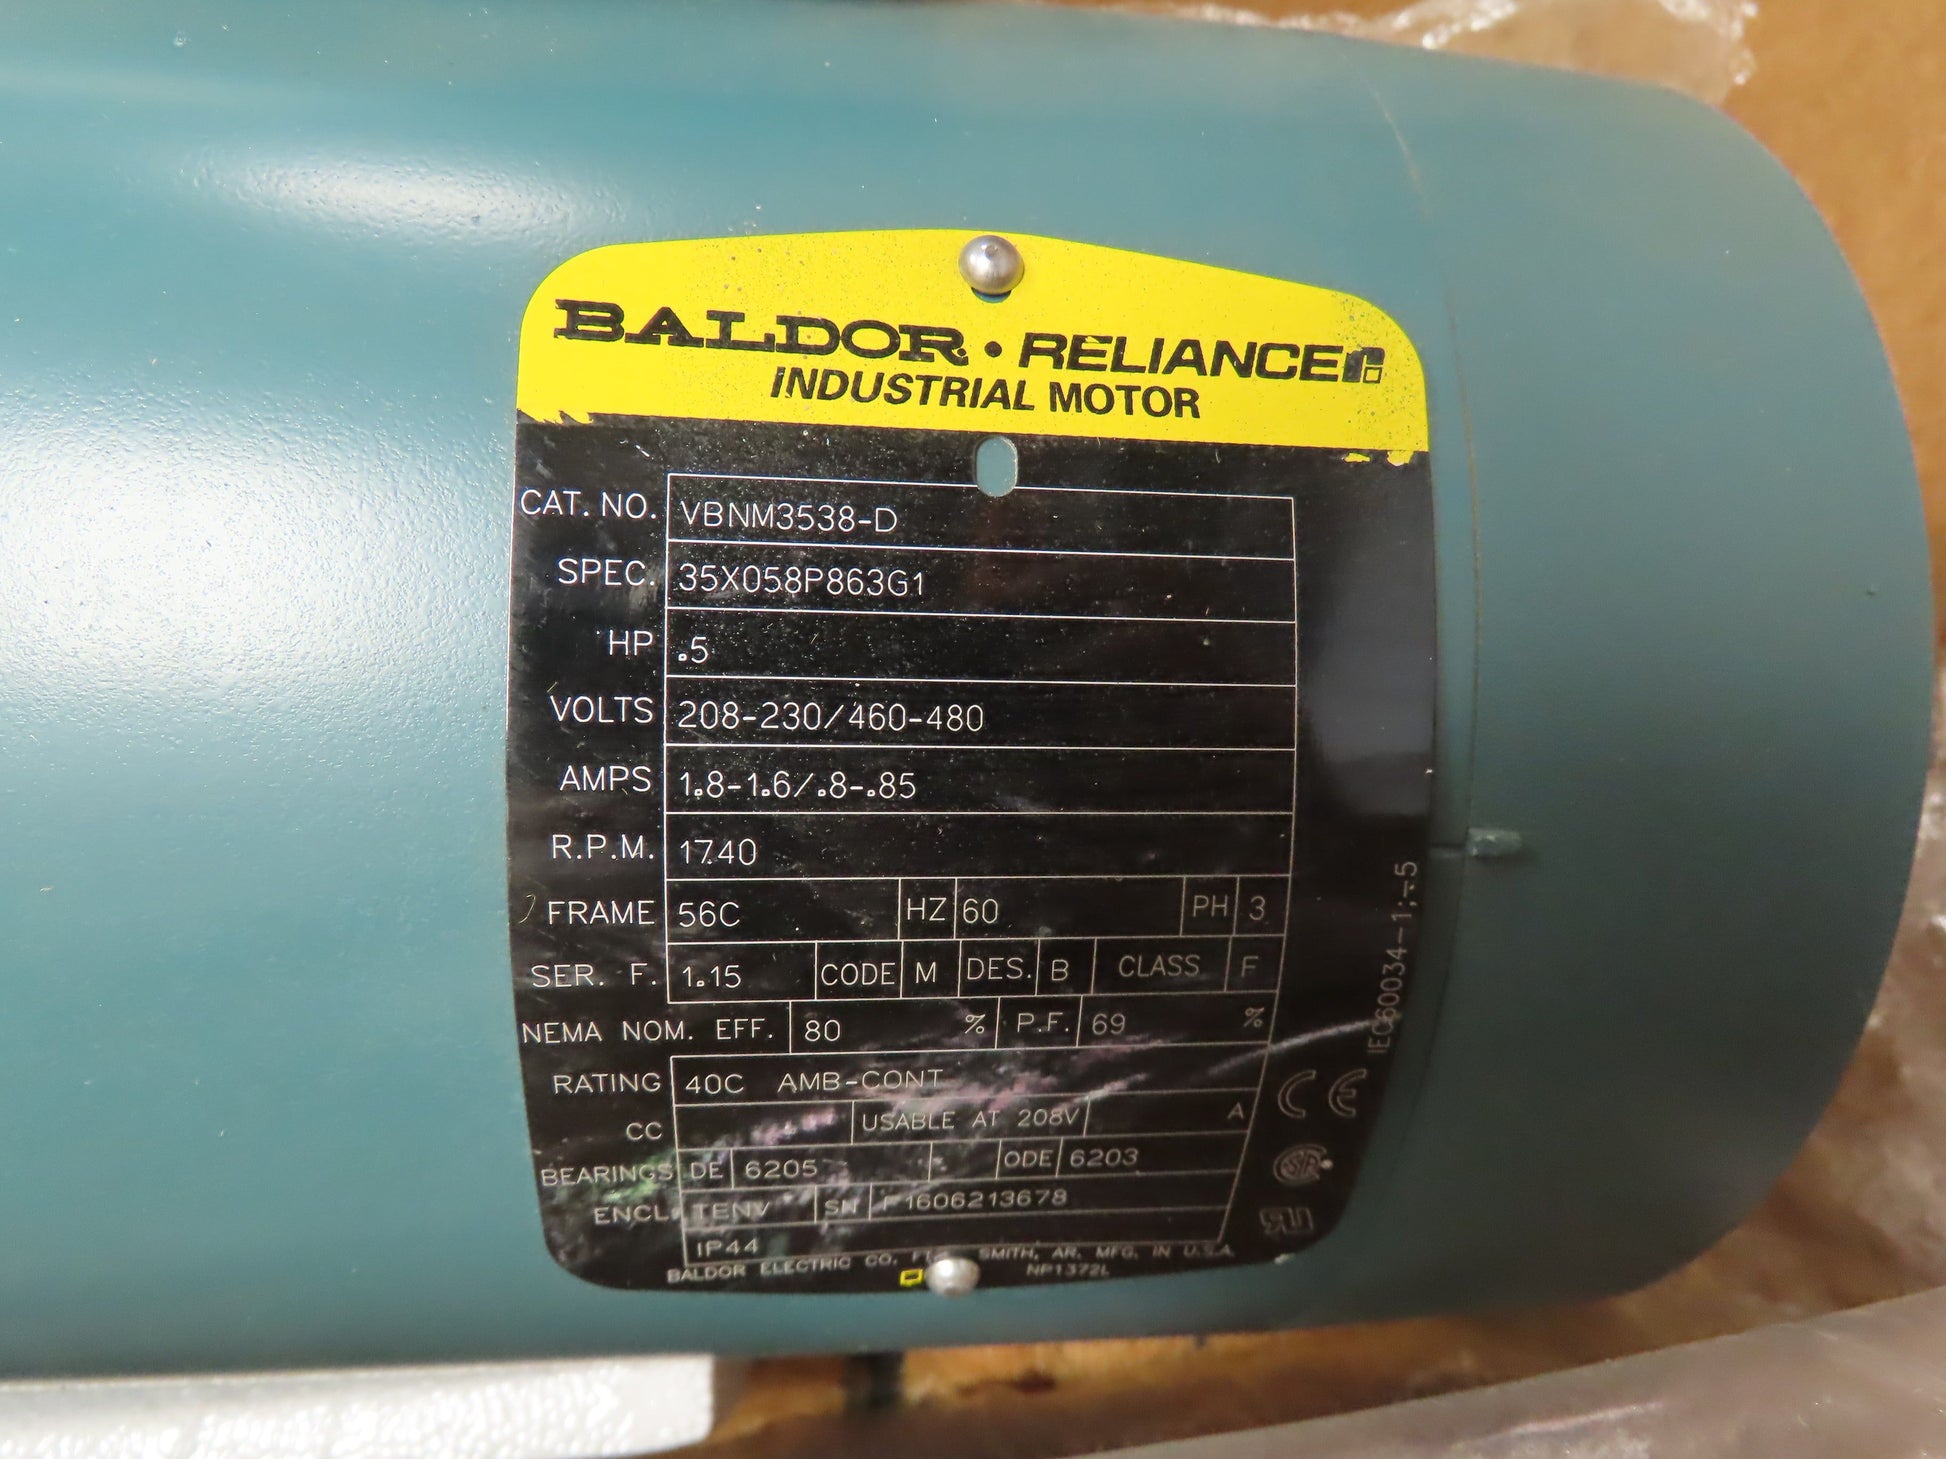 BALDOR • RELIANCE
INDUSTRIAL MOTOR
CAT. NO. VBNM3538-D
SPEC. 35X058P863G1
HP .5
VOLTS 208-230/460-480
AMPS 1.8-1.6/.8-.85
R.P.M. 1740
FRAME 56C HZ 60 PH 3
SER. F. 1.15 CODE M DES. B CLASS F
NEMA NOM. EFF. 80 % P.F. 69 %
RATING 40C AMB-CONT
CC USABLE AT 208V A
BEARINGS DE 6205 ODE 6203
ENCL. TENV SN F1606213678
IP44
BALDOR ELECTRIC CO. SMITH, AR. MFG. IN U.S.A.
NP1372L
IEC60034-1;-5
CE